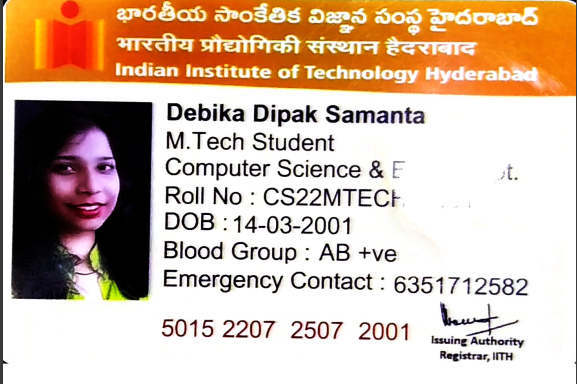 భారతీయ సాంకేతిక విజ్ఞాన సంస్థ హైదరాబాద్
भारतीय प्रौद्योगिकी संस्थान हैदराबाद
Indian Institute of Technology Hyderabad
Debika Dipak Samanta
M.Tech Student
Computer Science &
Roll No : CS22MTECH
DOB : 14-03-2001
Blood Group : AB +ve
Emergency Contact : 6351712582
5015 2207 2507 2001
Issuing Authority
Registrar, IITH